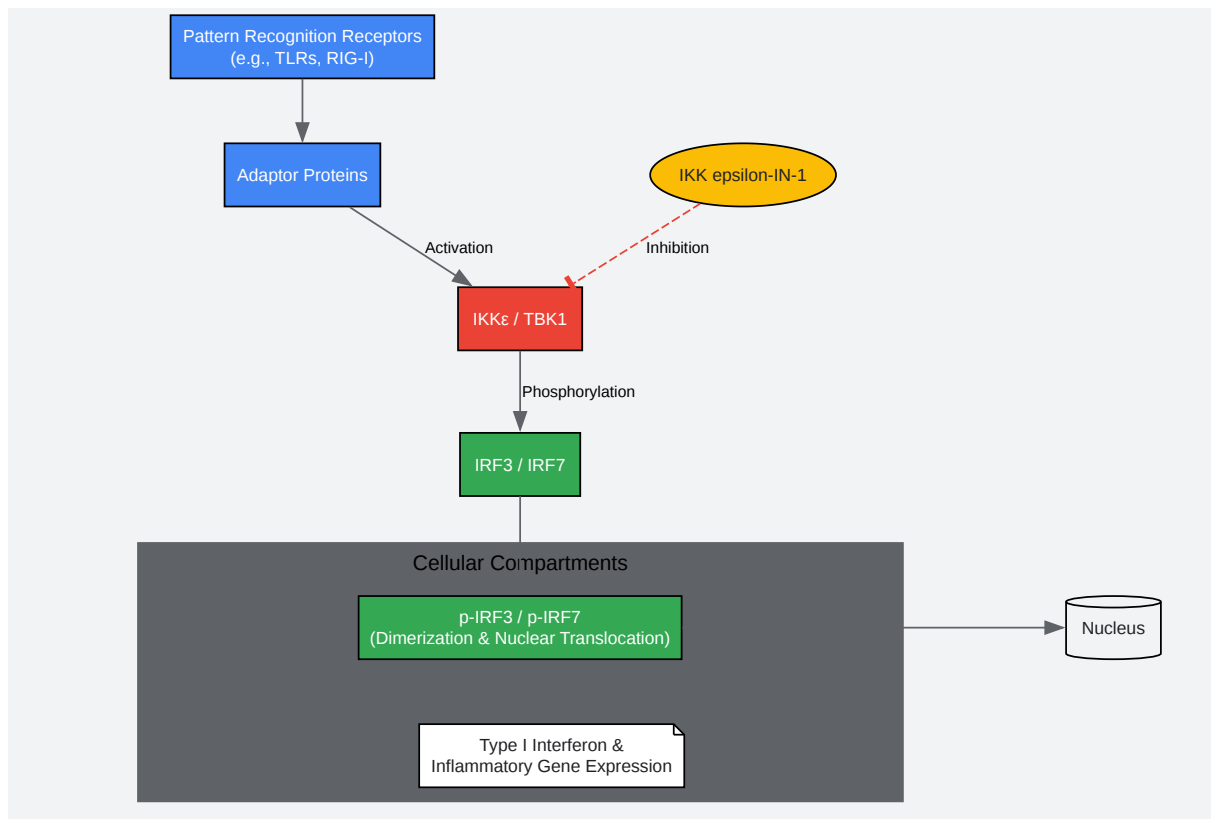 Pattern Recognition Receptors
(e.g., TLRs, RIG-I)
Adaptor Proteins
IKK epsilon-IN-1
Activation
Inhibition
IKKε / TBK1
Phosphorylation
IRF3 / IRF7
Cellular Compartments
p-IRF3 / p-IRF7
(Dimerization & Nuclear Translocation)
Nucleus
Type I Interferon &
Inflammatory Gene Expression